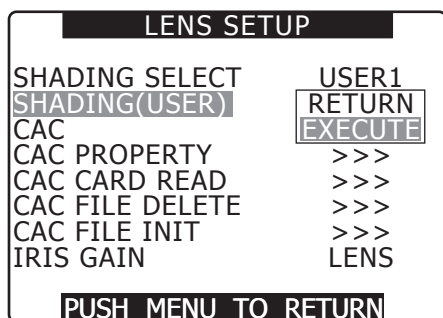 LENS SETUP
SHADING SELECT USER1
SHADING(USER) RETURN
CAC EXECUTE
CAC PROPERTY >>>
CAC CARD READ >>>
CAC FILE DELETE >>>
CAC FILE INIT >>>
IRIS GAIN LENS
PUSH MENU TO RETURN